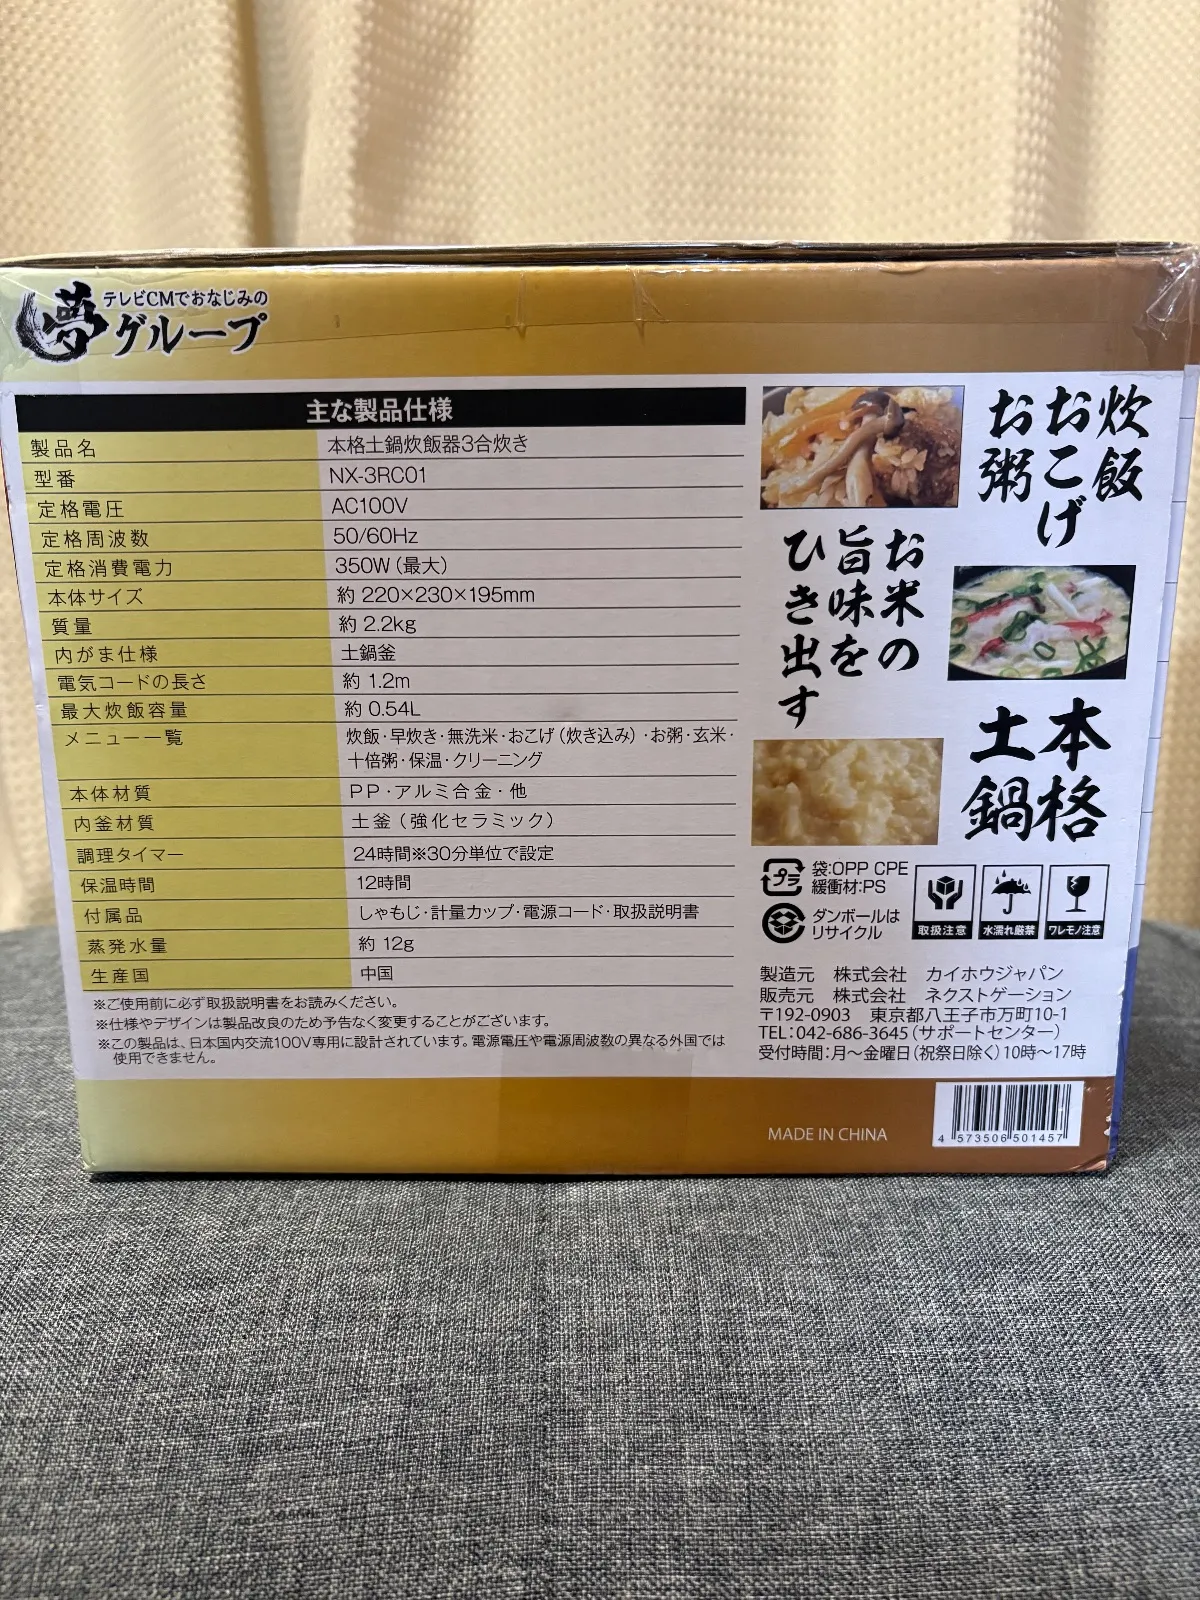 夢
テレビCMでおなじみの
グループ
主な製品仕様
製品名 本格土鍋炊飯器3合炊き
型番 NX-3RC01
定格電圧 AC100V
定格周波数 50/60Hz
定格消費電力 350W(最大)
本体サイズ 約 220×230×195mm
質量 約 2.2kg
内がま仕様 土鍋釜
電気コードの長さ 約 1.2m
最大炊飯容量 約 0.54L
メニュー一覧 炊飯・早炊き・無洗米・おこげ(炊き込み)・お粥・玄米・
十倍粥・保温・クリーニング
本体材質 PP・アルミ合金・他
内釜材質 土釜(強化セラミック)
調理タイマー 24時間※30分単位で設定
保温時間 12時間
付属品 しゃもじ・計量カップ・電源コード・取扱説明書
蒸発水量 約 12g
生産国 中国
※ご使用前に必ず取扱説明書をお読みください。
※仕様やデザインは製品改良のため予告なく変更することがございます。
※この製品は、日本国内交流100V専用に設計されています。電源電圧や電源周波数の異なる外国では
使用できません。
炊飯
おこげ
お粥
お米の
旨味を
ひき出す
本格
土鍋
プラ
袋:OPP CPE
緩衝材:PS
ダンボールは
リサイクル
取扱注意
水濡れ厳禁
ワレモノ注意
製造元 株式会社 カイホウジャパン
販売元 株式会社 ネクストゲーション
〒192-0903 東京都八王子市万町10-1
TEL:042-686-3645(サポートセンター)
受付時間:月〜金曜日(祝祭日除く)10時〜17時
MADE IN CHINA
4 573506 501457